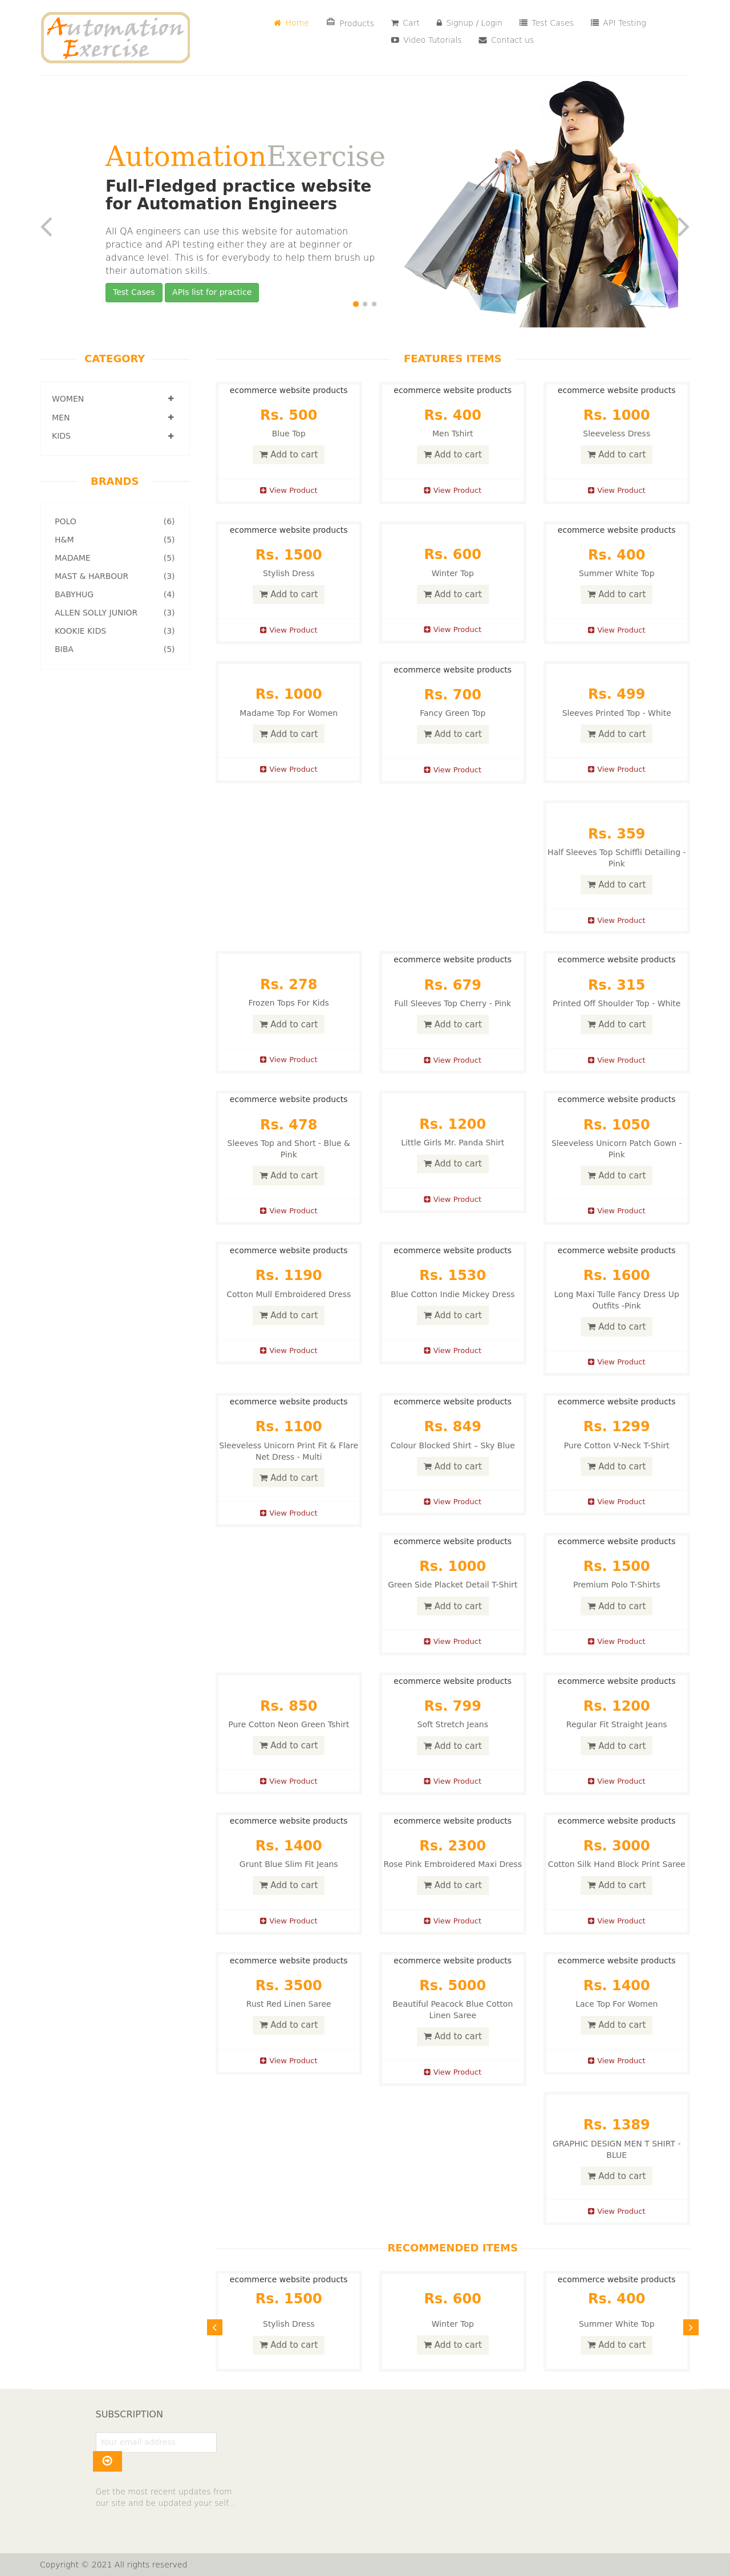 Automation
Exercise
Home
Products
Cart
Signup / Login
Test Cases
API Testing
Video Tutorials
Contact us
AutomationExercise
Full-Fledged practice website
for Automation Engineers
All QA engineers can use this website for automation
practice and API testing either they are at beginner or
advance level. This is for everybody to help them brush up
their automation skills.
Test Cases
APIs list for practice
CATEGORY
WOMEN
MEN
KIDS
BRANDS
POLO (6)
H&M (5)
MADAME (5)
MAST & HARBOUR (3)
BABYHUG (4)
ALLEN SOLLY JUNIOR (3)
KOOKIE KIDS (3)
BIBA (5)
FEATURES ITEMS
ecommerce website products
Rs. 500
Blue Top
Add to cart
View Product
ecommerce website products
Rs. 400
Men Tshirt
Add to cart
View Product
ecommerce website products
Rs. 1000
Sleeveless Dress
Add to cart
View Product
ecommerce website products
Rs. 1500
Stylish Dress
Add to cart
View Product
Rs. 600
Winter Top
Add to cart
View Product
ecommerce website products
Rs. 400
Summer White Top
Add to cart
View Product
Rs. 1000
Madame Top For Women
Add to cart
View Product
ecommerce website products
Rs. 700
Fancy Green Top
Add to cart
View Product
Rs. 499
Sleeves Printed Top - White
Add to cart
View Product
Rs. 359
Half Sleeves Top Schiffli Detailing -
Pink
Add to cart
View Product
Rs. 278
Frozen Tops For Kids
Add to cart
View Product
ecommerce website products
Rs. 679
Full Sleeves Top Cherry - Pink
Add to cart
View Product
ecommerce website products
Rs. 315
Printed Off Shoulder Top - White
Add to cart
View Product
ecommerce website products
Rs. 478
Sleeves Top and Short - Blue &
Pink
Add to cart
View Product
Rs. 1200
Little Girls Mr. Panda Shirt
Add to cart
View Product
ecommerce website products
Rs. 1050
Sleeveless Unicorn Patch Gown -
Pink
Add to cart
View Product
ecommerce website products
Rs. 1190
Cotton Mull Embroidered Dress
Add to cart
View Product
ecommerce website products
Rs. 1530
Blue Cotton Indie Mickey Dress
Add to cart
View Product
ecommerce website products
Rs. 1600
Long Maxi Tulle Fancy Dress Up
Outfits -Pink
Add to cart
View Product
ecommerce website products
Rs. 1100
Sleeveless Unicorn Print Fit & Flare
Net Dress - Multi
Add to cart
View Product
ecommerce website products
Rs. 849
Colour Blocked Shirt – Sky Blue
Add to cart
View Product
ecommerce website products
Rs. 1299
Pure Cotton V-Neck T-Shirt
Add to cart
View Product
ecommerce website products
Rs. 1000
Green Side Placket Detail T-Shirt
Add to cart
View Product
ecommerce website products
Rs. 1500
Premium Polo T-Shirts
Add to cart
View Product
Rs. 850
Pure Cotton Neon Green Tshirt
Add to cart
View Product
ecommerce website products
Rs. 799
Soft Stretch Jeans
Add to cart
View Product
ecommerce website products
Rs. 1200
Regular Fit Straight Jeans
Add to cart
View Product
ecommerce website products
Rs. 1400
Grunt Blue Slim Fit Jeans
Add to cart
View Product
ecommerce website products
Rs. 2300
Rose Pink Embroidered Maxi Dress
Add to cart
View Product
ecommerce website products
Rs. 3000
Cotton Silk Hand Block Print Saree
Add to cart
View Product
ecommerce website products
Rs. 3500
Rust Red Linen Saree
Add to cart
View Product
ecommerce website products
Rs. 5000
Beautiful Peacock Blue Cotton
Linen Saree
Add to cart
View Product
ecommerce website products
Rs. 1400
Lace Top For Women
Add to cart
View Product
Rs. 1389
GRAPHIC DESIGN MEN T SHIRT -
BLUE
Add to cart
View Product
RECOMMENDED ITEMS
ecommerce website products
Rs. 1500
Stylish Dress
Add to cart
Rs. 600
Winter Top
Add to cart
ecommerce website products
Rs. 400
Summer White Top
Add to cart
SUBSCRIPTION
Your email address
Get the most recent updates from
our site and be updated your self...
Copyright © 2021 All rights reserved